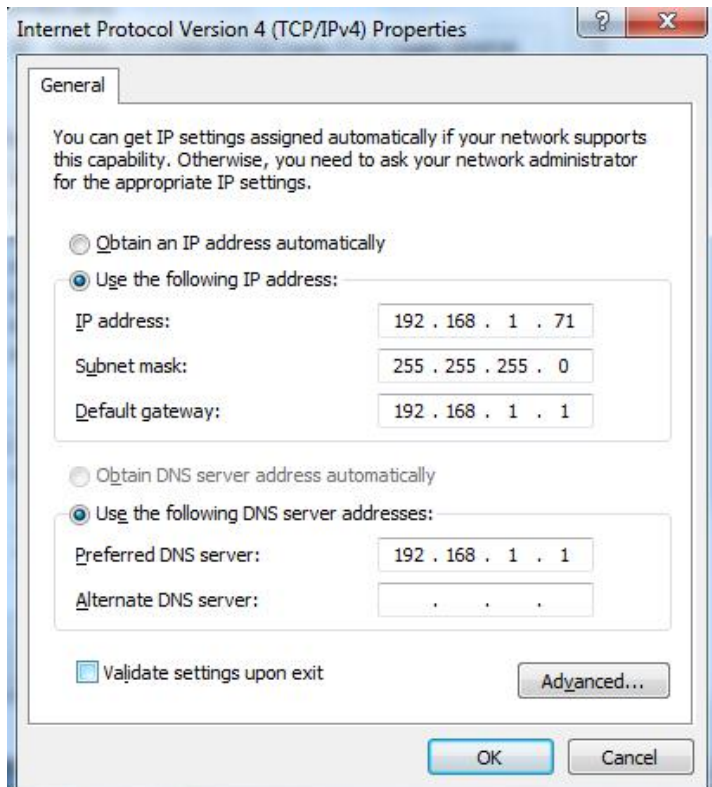 Internet Protocol Version 4 (TCP/IPv4) Properties
General
You can get IP settings assigned automatically if your network supports
this capability. Otherwise, you need to ask your network administrator
for the appropriate IP settings.
Obtain an IP address automatically
Use the following IP address:
IP address: 192 . 168 . 1 . 71
Subnet mask: 255 . 255 . 255 . 0
Default gateway: 192 . 168 . 1 . 1
Obtain DNS server address automatically
Use the following DNS server addresses:
Preferred DNS server: 192 . 168 . 1 . 1
Alternate DNS server: . . .
Validate settings upon exit
Advanced...
OK Cancel